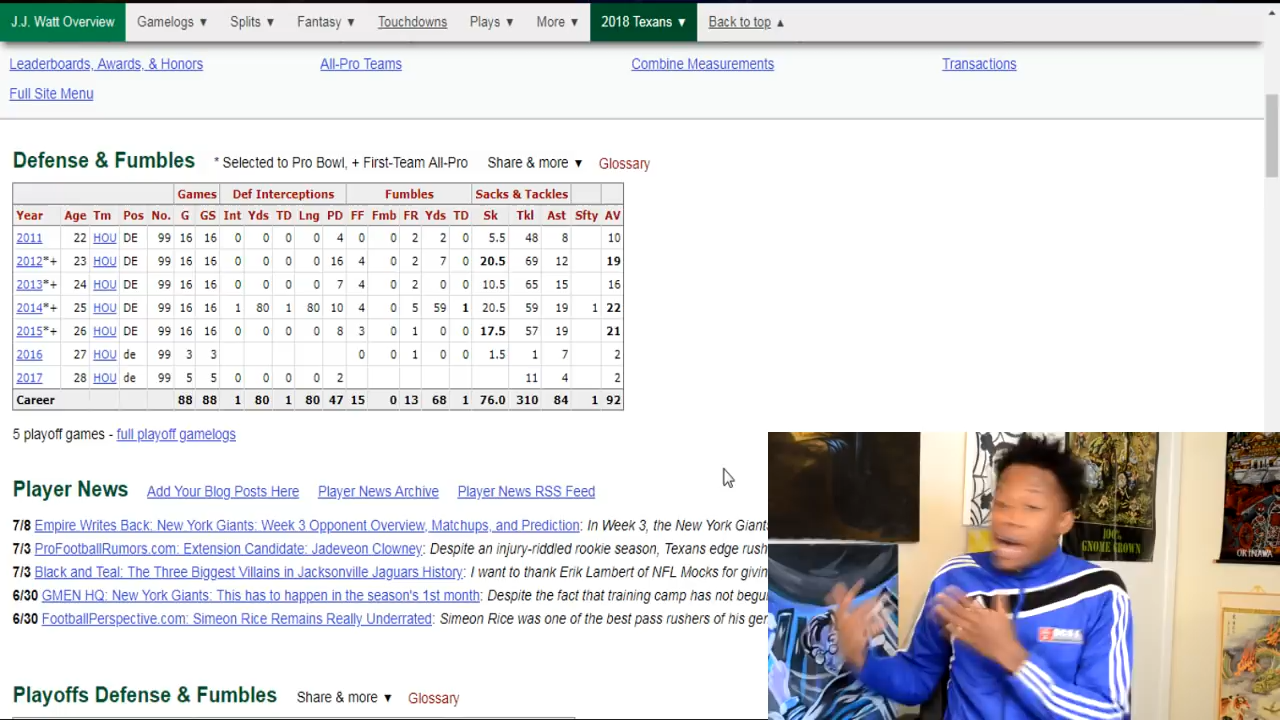 J.J. Watt Overview Gamelogs ▼ Splits ▼ Fantasy ▼ Touchdowns Plays ▼ More ▼ 2018 Texans ▼ Back to top ▲
Leaderboards, Awards, & Honors All-Pro Teams Combine Measurements Transactions
Full Site Menu
Defense & Fumbles * Selected to Pro Bowl, + First-Team All-Pro Share & more ▼ Glossary
Games Def Interceptions Fumbles Sacks & Tackles
Year Age Tm Pos No. G GS Int Yds TD Lng PD FF Fmb FR Yds TD Sk Tkl Ast Sfty AV
2011 22 HOU DE 99 16 16 0 0 0 0 4 0 0 2 2 0 5.5 48 8 10
2012*+ 23 HOU DE 99 16 16 0 0 0 0 16 4 0 2 7 0 20.5 69 12 19
2013*+ 24 HOU DE 99 16 16 0 0 0 0 7 4 0 2 0 0 10.5 65 15 16
2014*+ 25 HOU DE 99 16 16 1 80 1 80 10 4 0 5 59 1 20.5 59 19 1 22
2015*+ 26 HOU DE 99 16 16 0 0 0 0 8 3 0 1 0 0 17.5 57 19 21
2016 27 HOU de 99 3 3 0 0 1 0 0 1.5 1 7 2
2017 28 HOU de 99 5 5 0 0 0 0 2 11 4 2
Career 88 88 1 80 1 80 47 15 0 13 68 1 76.0 310 84 1 92
5 playoff games - full playoff gamelogs
Player News Add Your Blog Posts Here Player News Archive Player News RSS Feed
7/8 Empire Writes Back: New York Giants: Week 3 Opponent Overview, Matchups, and Prediction: In Week 3, the New York Giant
7/3 ProFootballRumors.com: Extension Candidate: Jadeveon Clowney: Despite an injury-riddled rookie season, Texans edge rush
7/3 Black and Teal: The Three Biggest Villains in Jacksonville Jaguars History: I want to thank Erik Lambert of NFL Mocks for giving
6/30 GMEN HQ: New York Giants: This has to happen in the season's 1st month: Despite the fact that training camp has not begu
6/30 FootballPerspective.com: Simeon Rice Remains Really Underrated: Simeon Rice was one of the best pass rushers of his gen
Playoffs Defense & Fumbles Share & more ▼ Glossary
GNOME GROWN
OKINAWA